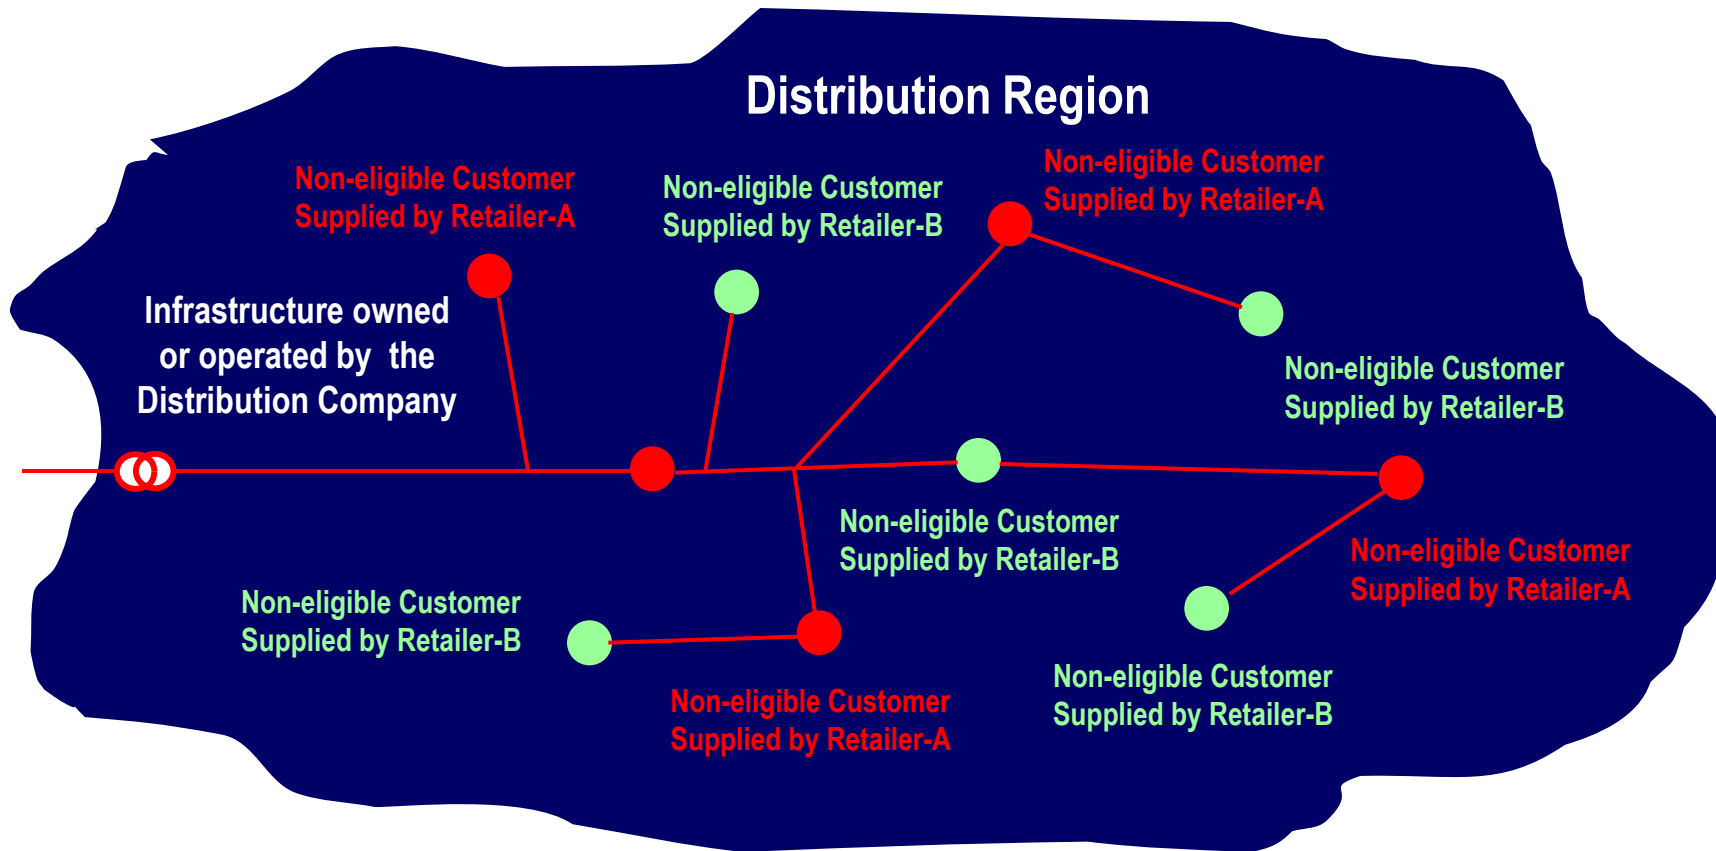 Distribution Region
Non-eligible Customer
Supplied by Retailer-A
Non-eligible Customer
Supplied by Retailer-B
Non-eligible Customer
Supplied by Retailer-A
Infrastructure owned
or operated by the
Distribution Company
Non-eligible Customer
Supplied by Retailer-B
Non-eligible Customer
Supplied by Retailer-B
Non-eligible Customer
Supplied by Retailer-A
Non-eligible Customer
Supplied by Retailer-B
Non-eligible Customer
Supplied by Retailer-A
Non-eligible Customer
Supplied by Retailer-B